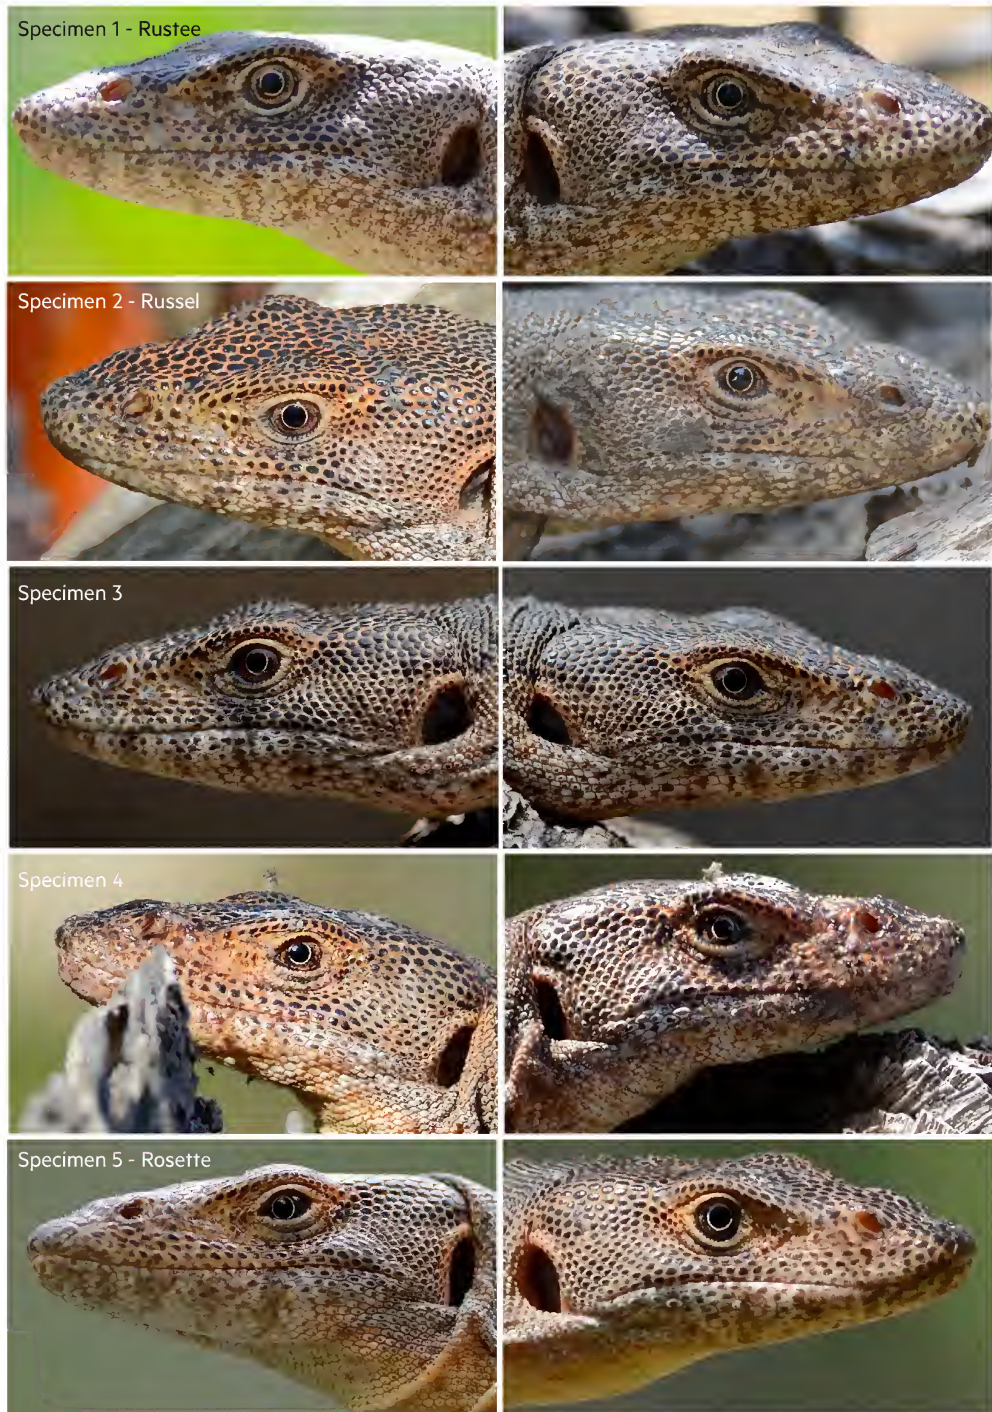 Specimen 1 - Rustee
Specimen 2 - Russel
Specimen 3
Specimen 4
Specimen 5 - Rosette